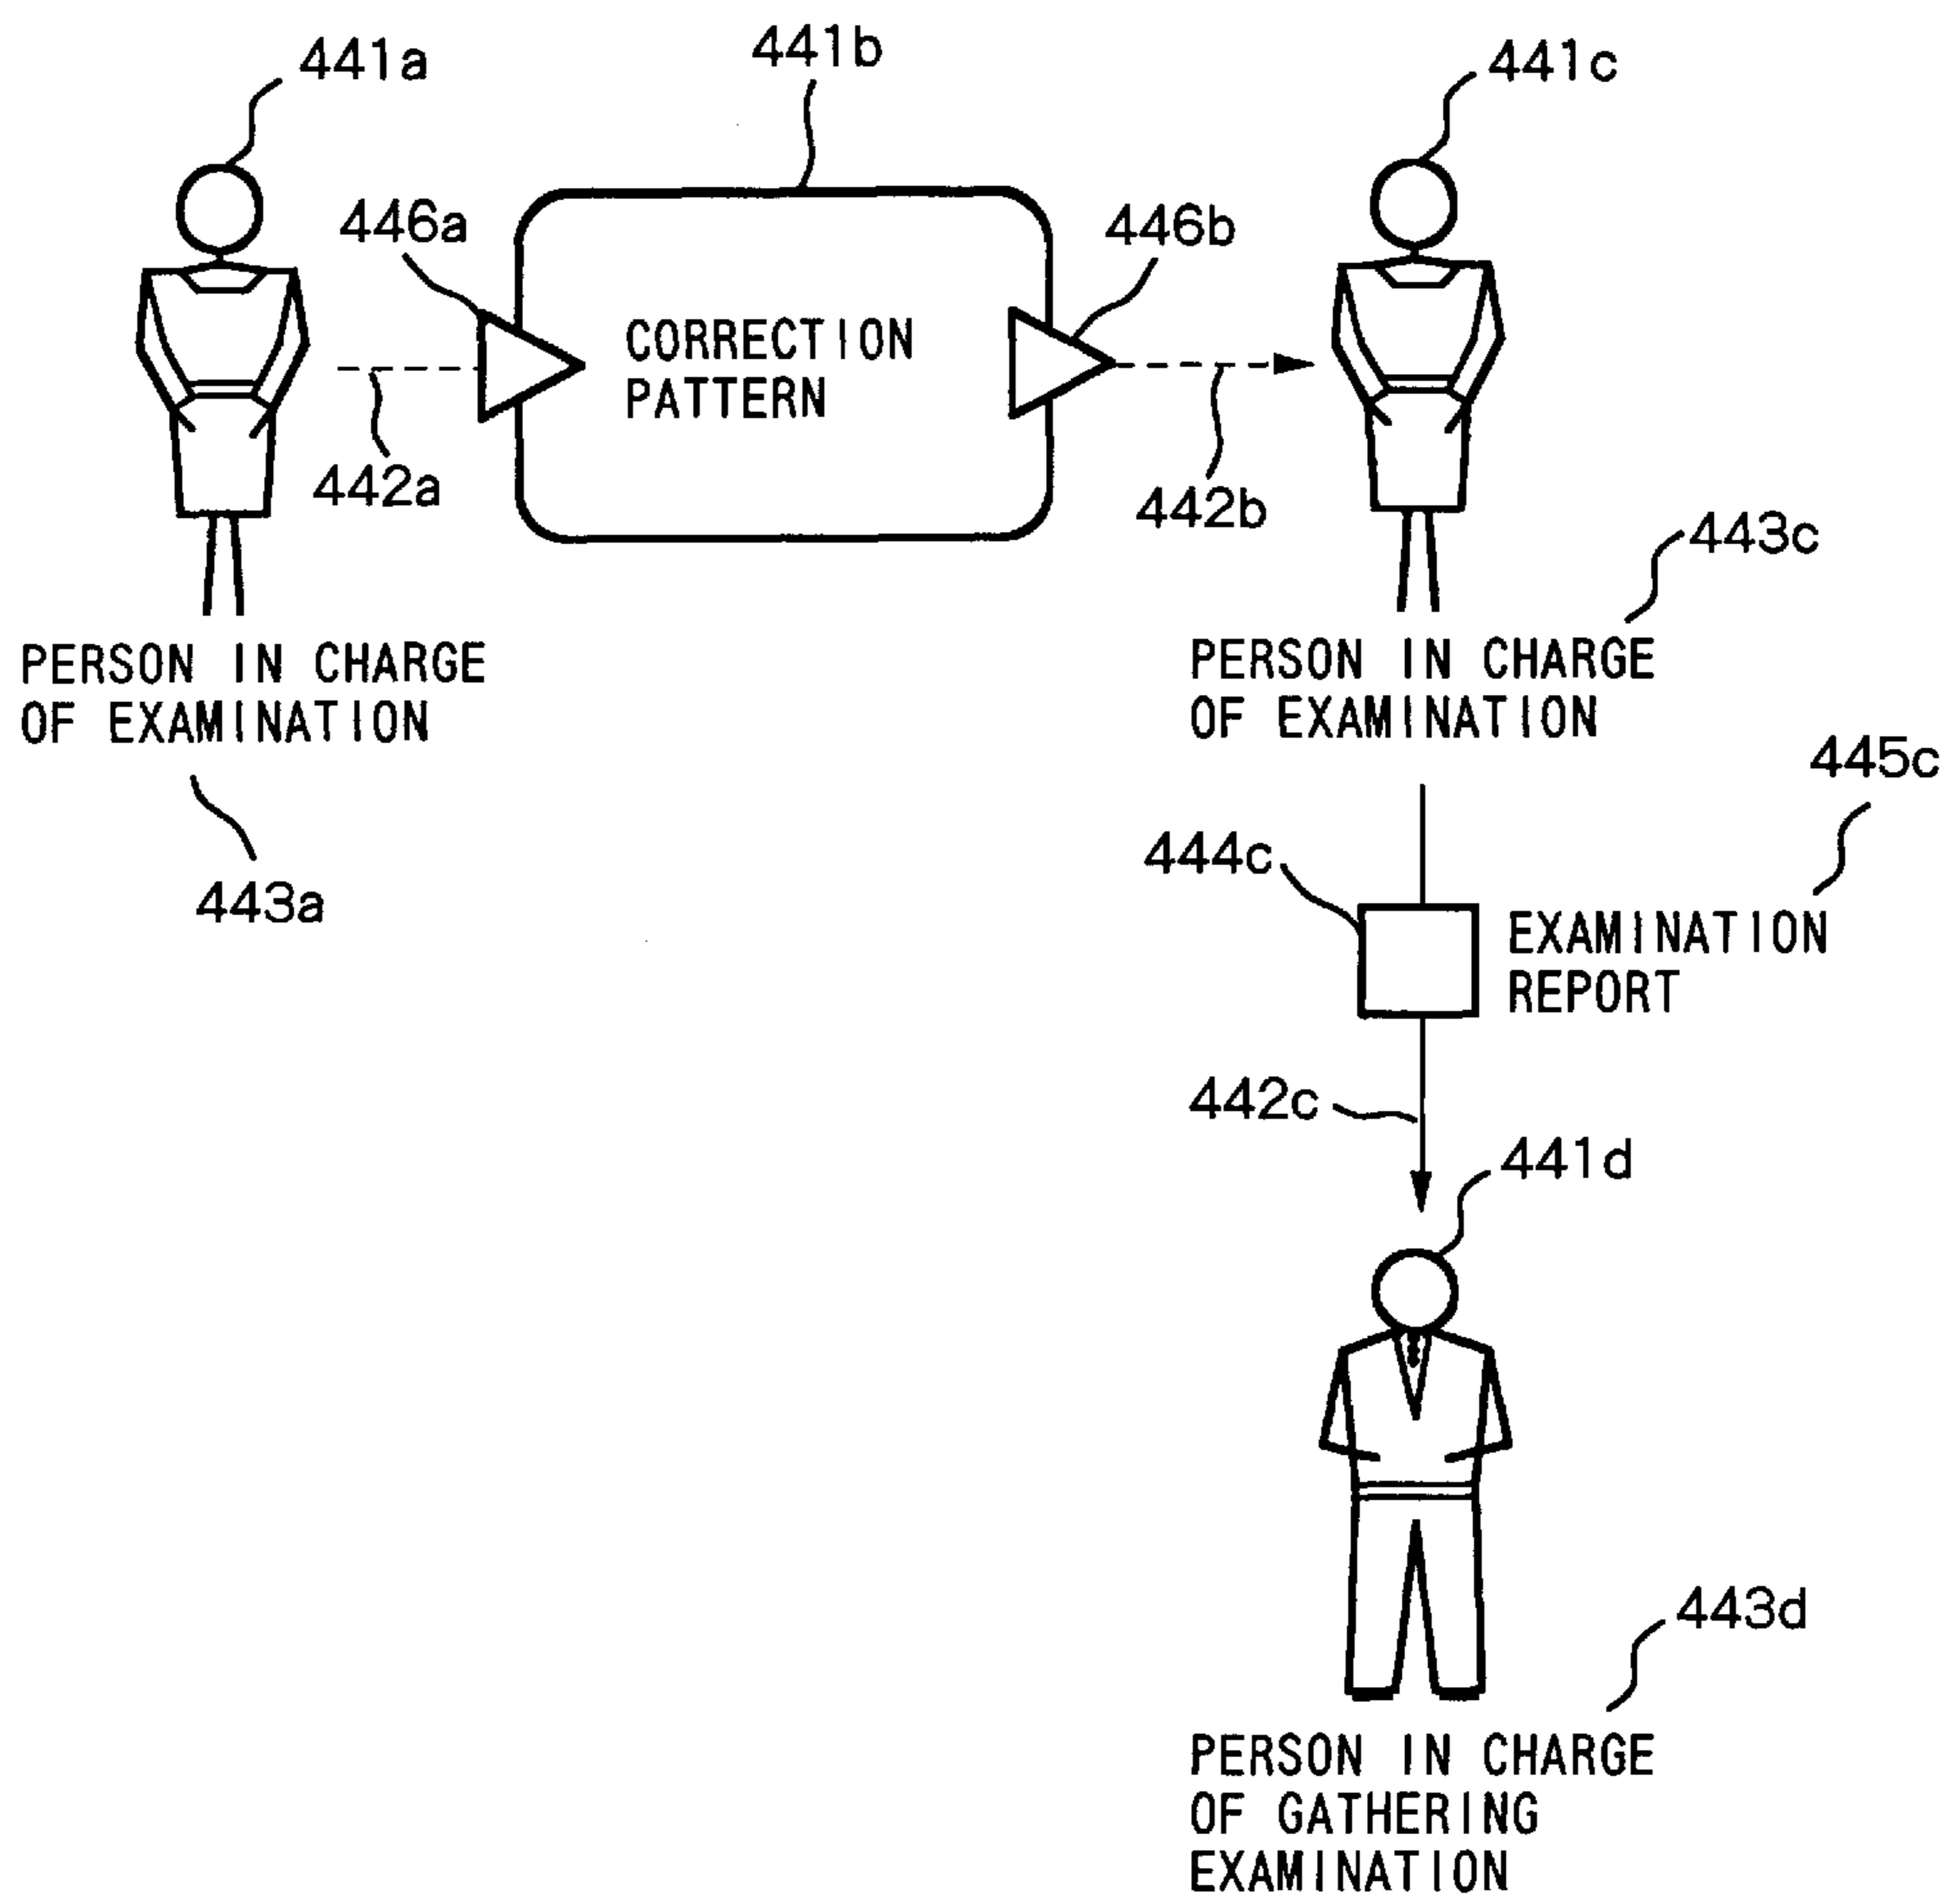 441a
441b
441c
446a
446b
CORRECTION
PATTERN
442a
442b
443c
PERSON IN CHARGE
OF EXAMINATION
PERSON IN CHARGE
OF EXAMINATION
445c
444c
443a
EXAMINATION
REPORT
442c
441d
443d
PERSON IN CHARGE
OF GATHERING
EXAMINATION